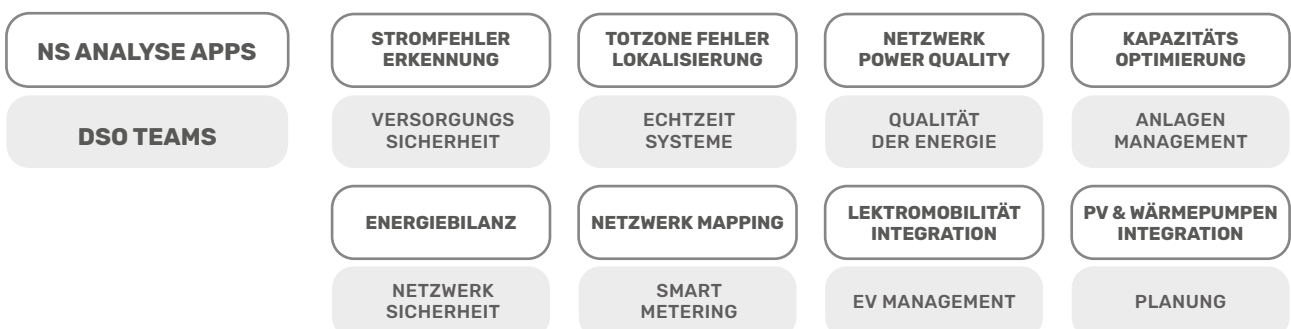 NS ANALYSE APPS
STROMFEHLER
ERKENNUNG
TOTZONE FEHLER
LOKALISIERUNG
NETZWERK
POWER QUALITY
KAPAZITÄTS
OPTIMIERUNG
DSO TEAMS
VERSORGUNGS
SICHERHEIT
ECHTZEIT
SYSTEME
QUALITÄT
DER ENERGIE
ANLAGEN
MANAGEMENT
ENERGIEBILANZ
NETZWERK MAPPING
LEKTROMOBILITÄT
INTEGRATION
PV & WÄRMEPUMPEN
INTEGRATION
NETZWERK
SICHERHEIT
SMART
METERING
EV MANAGEMENT
PLANUNG